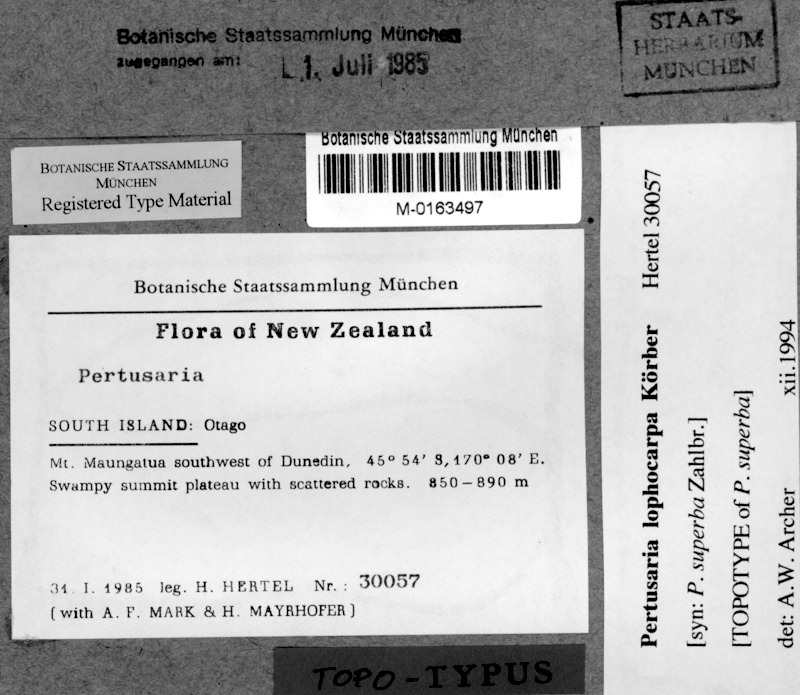 Botanische Staatssammlung München
zugegangen am:
1. Juli 1985
STAATS-
HERBARIUM
MÜNCHEN
BOTANISCHE STAATSSAMMLUNG
MÜNCHEN
Registered Type Material
Botanische Staatssammlung München
M-0163497
Botanische Staatssammlung München
Flora of New Zealand
Pertusaria
SOUTH ISLAND: Otago
Mt. Maungatua southwest of Dunedin, 45° 54' S, 170° 08' E.
Swampy summit plateau with scattered rocks. 850-890 m
31. I. 1985 leg. H. HERTEL Nr.: 30057
(with A. F. MARK & H. MAYRHOFER)
Pertusaria lophocarpa Körber Hertel 30057
[syn: P. superba Zahlbr.]
[TOPOTYPE of P. superba]
det: A.W. Archer xii.1994
TOPO-TYPUS